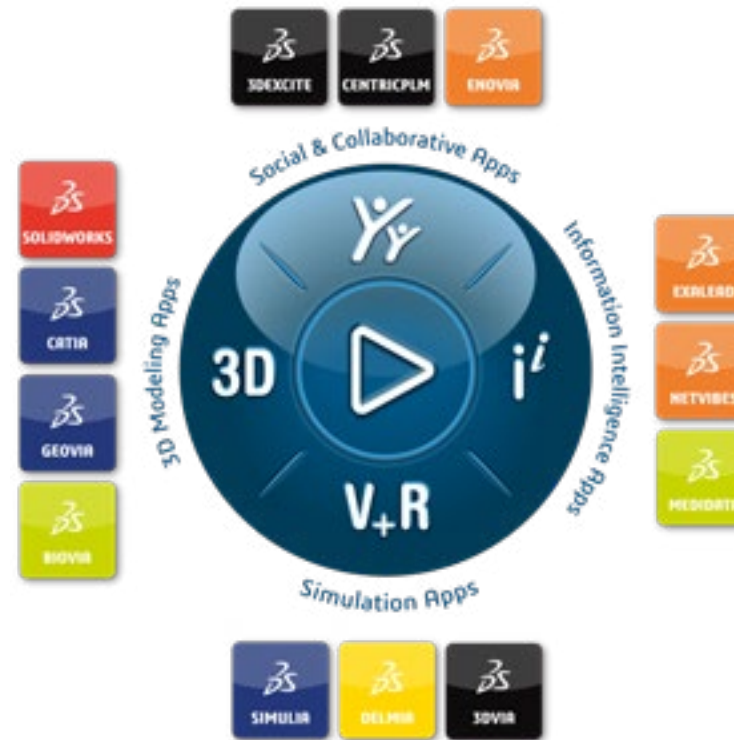 3DEXCITE
CENTRICPLM
ENOVIA
Social & Collaborative Apps
SOLIDWORKS
CATIA
GEOVIA
BIOVIA
3D Modeling Apps
3D
i i
V+R
Information Intelligence Apps
EXALEAD
NETVIBES
MEDIDATA
Simulation Apps
SIMULIA
DELMIA
3DVIA